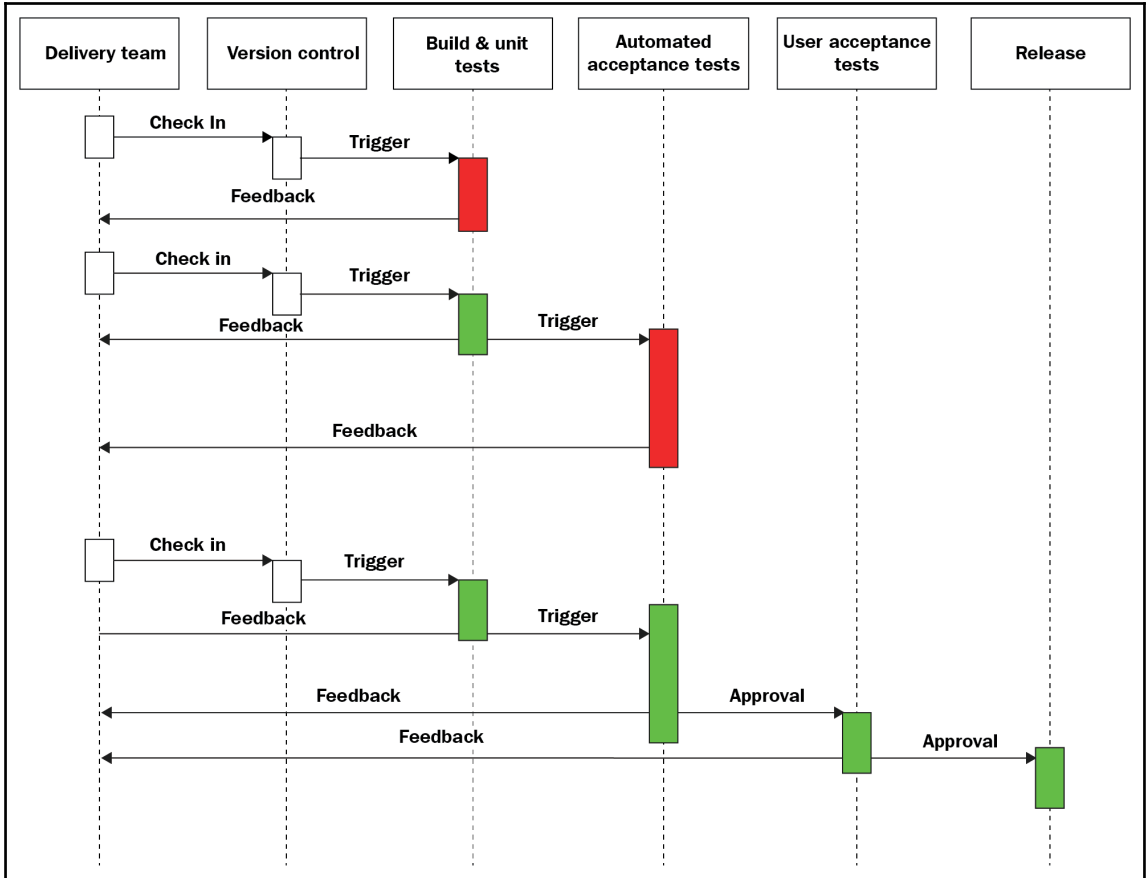 Delivery team
Version control
Build & unit
tests
Automated
acceptance tests
User acceptance
tests
Release
Check In
Trigger
Feedback
Check in
Trigger
Feedback
Trigger
Feedback
Check in
Trigger
Feedback
Trigger
Feedback
Approval
Feedback
Approval